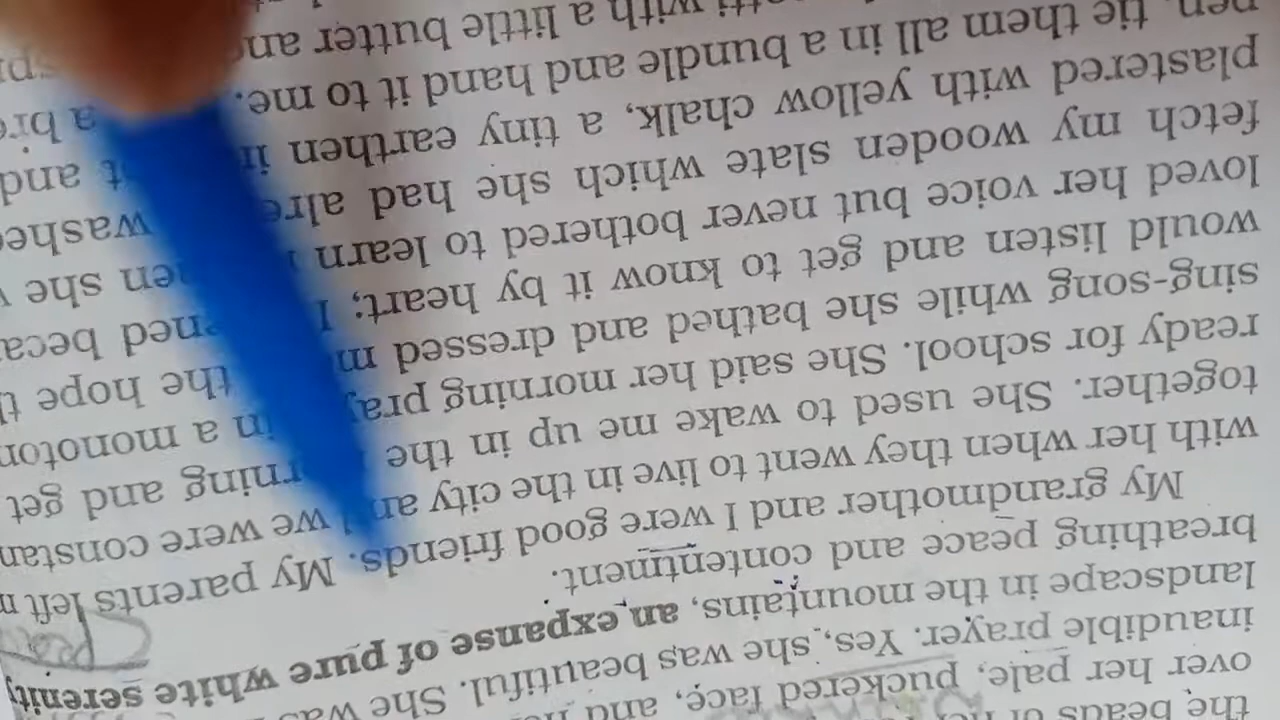 the beads of
over her pale, puckered face, and
inaudible prayer. Yes, she was beautiful. She was
landscape in the mountains, an expanse of pure white serenity
breathing peace and contentment.
My grandmother and I were good friends. My parents left
with her when they went to live in the city and we were constan
together. She used to wake me up in the rning and get
ready for school. She said her morning pray in a monoton
sing-song while she bathed and dressed m the hope
would listen and get to know it by heart; I ened beca
loved her voice but never bothered to learn en she
fetch my wooden slate which she had alre washe
plastered with yellow chalk, a tiny earthen and
pen, tie them all in a bundle and hand it to me. a
with a little butter an